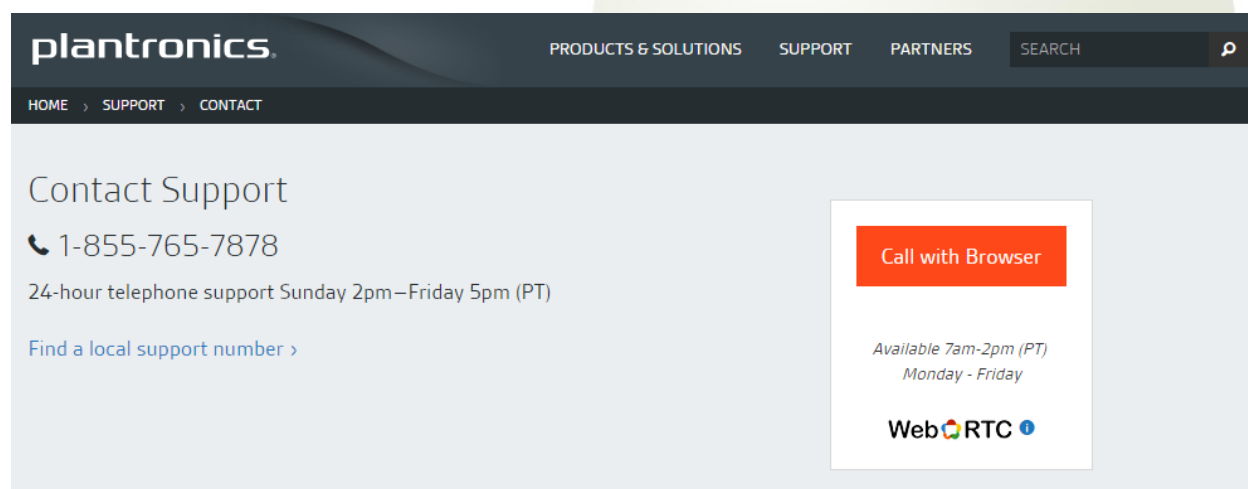 plantronics.
PRODUCTS & SOLUTIONS SUPPORT PARTNERS SEARCH
HOME › SUPPORT › CONTACT
Contact Support
1-855-765-7878
24-hour telephone support Sunday 2pm–Friday 5pm (PT)
Find a local support number ›
Call with Browser
Available 7am-2pm (PT)
Monday - Friday
WebRTC i